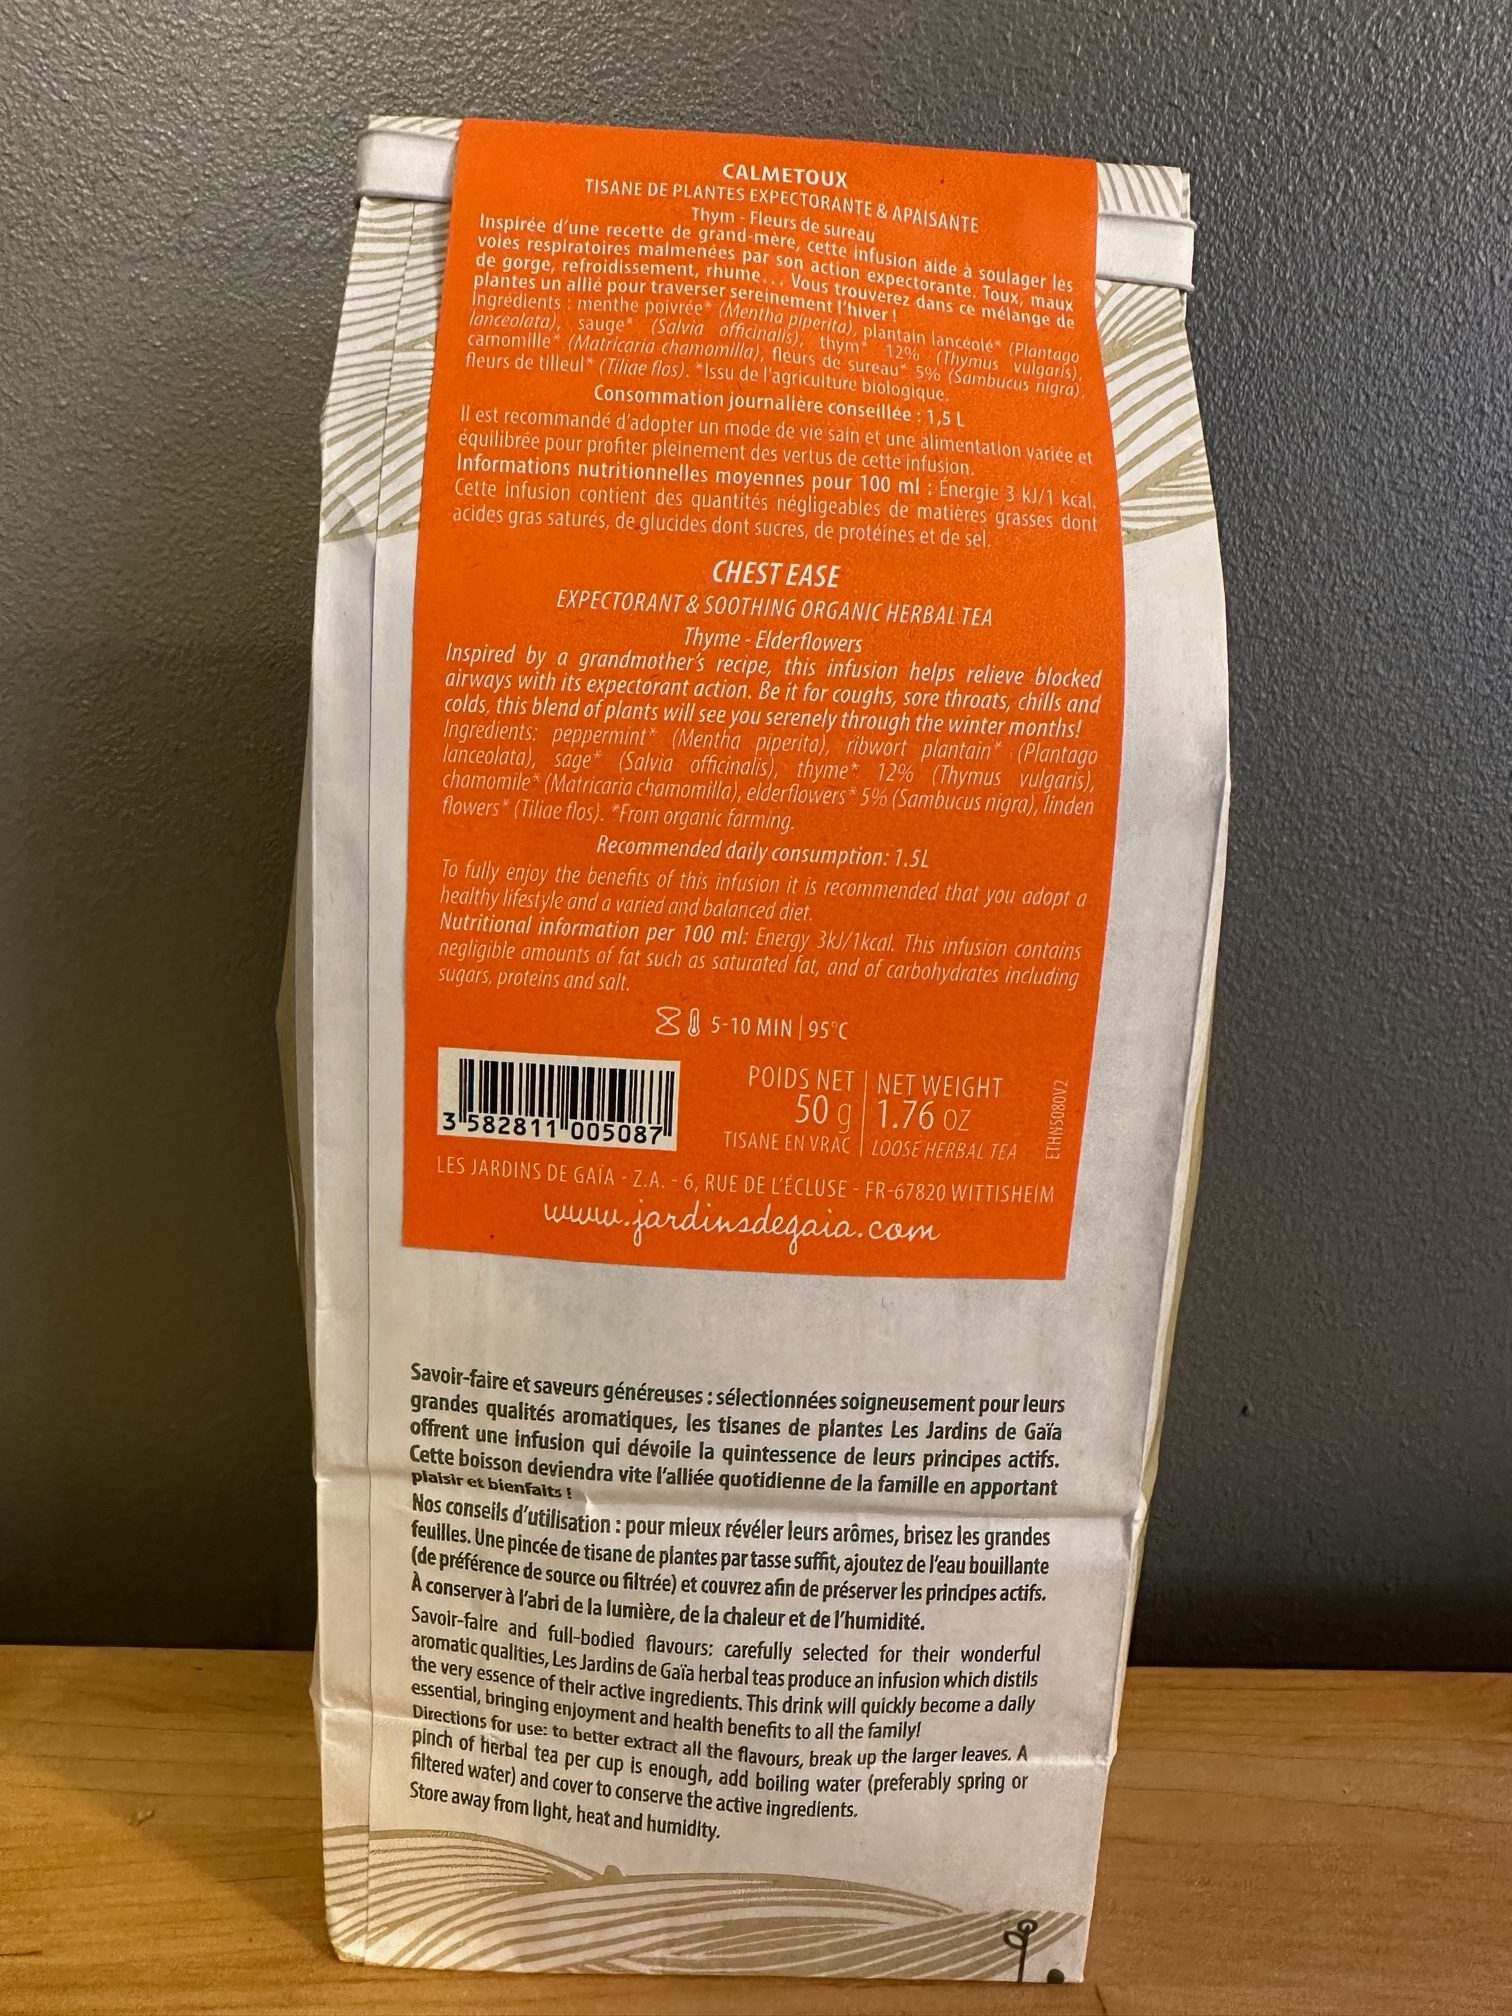 CALMETOUX
TISANE DE PLANTES EXPECTORANTE & APAISANTE
Thym - Fleurs de sureau
Inspirée d'une recette de grand-mère, cette infusion aide à soulager les
voies respiratoires malmenées par son action expectorante. Toux, maux
de gorge, refroidissement, rhume... Vous trouverez dans ce mélange de
plantes un allié pour traverser sereinement l'hiver !
Ingrédients : menthe poivrée* (Mentha piperita), plantain lancéolé* (Plantago
lanceolata), sauge* (Salvia officinalis), thym* 12% (Thymus vulgaris),
camomille* (Matricaria chamomilla), fleurs de sureau* 5% (Sambucus nigra),
fleurs de tilleul* (Tiliae flos). *Issu de l'agriculture biologique.
Consommation journalière conseillée : 1,5 L
Il est recommandé d'adopter un mode de vie sain et une alimentation variée et
équilibrée pour profiter pleinement des vertus de cette infusion.
Informations nutritionnelles moyennes pour 100 ml : Énergie 3 kJ/1 kcal.
Cette infusion contient des quantités négligeables de matières grasses dont
acides gras saturés, de glucides dont sucres, de protéines et de sel.
CHEST EASE
EXPECTORANT & SOOTHING ORGANIC HERBAL TEA
Thyme - Elderflowers
Inspired by a grandmother's recipe, this infusion helps relieve blocked
airways with its expectorant action. Be it for coughs, sore throats, chills and
colds, this blend of plants will see you serenely through the winter months!
Ingredients: peppermint* (Mentha piperita), ribwort plantain* (Plantago
lanceolata), sage* (Salvia officinalis), thyme* 12% (Thymus vulgaris),
chamomile* (Matricaria chamomilla), elderflowers* 5% (Sambucus nigra), linden
flowers* (Tiliae flos). *From organic farming.
Recommended daily consumption: 1.5L
To fully enjoy the benefits of this infusion it is recommended that you adopt a
healthy lifestyle and a varied and balanced diet.
Nutritional information per 100 ml: Energy 3kJ/1kcal. This infusion contains
negligible amounts of fat such as saturated fat, and of carbohydrates including
sugars, proteins and salt.
5-10 MIN | 95°C
3 582811 005087
POIDS NET | NET WEIGHT
50 g | 1.76 OZ
TISANE EN VRAC | LOOSE HERBAL TEA
ETHNS080V2
LES JARDINS DE GAÏA - Z.A. - 6, RUE DE L'ÉCLUSE - FR-67820 WITTISHEIM
www.jardinsdegaia.com
Savoir-faire et saveurs généreuses : sélectionnées soigneusement pour leurs
grandes qualités aromatiques, les tisanes de plantes Les Jardins de Gaïa
offrent une infusion qui dévoile la quintessence de leurs principes actifs.
Cette boisson deviendra vite l'alliée quotidienne de la famille en apportant
plaisir et bienfaits !
Nos conseils d'utilisation : pour mieux révéler leurs arômes, brisez les grandes
feuilles. Une pincée de tisane de plantes par tasse suffit, ajoutez de l'eau bouillante
(de préférence de source ou filtrée) et couvrez afin de préserver les principes actifs.
À conserver à l'abri de la lumière, de la chaleur et de l'humidité.
Savoir-faire and full-bodied flavours: carefully selected for their wonderful
aromatic qualities, Les Jardins de Gaïa herbal teas produce an infusion which distils
the very essence of their active ingredients. This drink will quickly become a daily
essential, bringing enjoyment and health benefits to all the family!
Directions for use: to better extract all the flavours, break up the larger leaves. A
pinch of herbal tea per cup is enough, add boiling water (preferably spring or
filtered water) and cover to conserve the active ingredients.
Store away from light, heat and humidity.